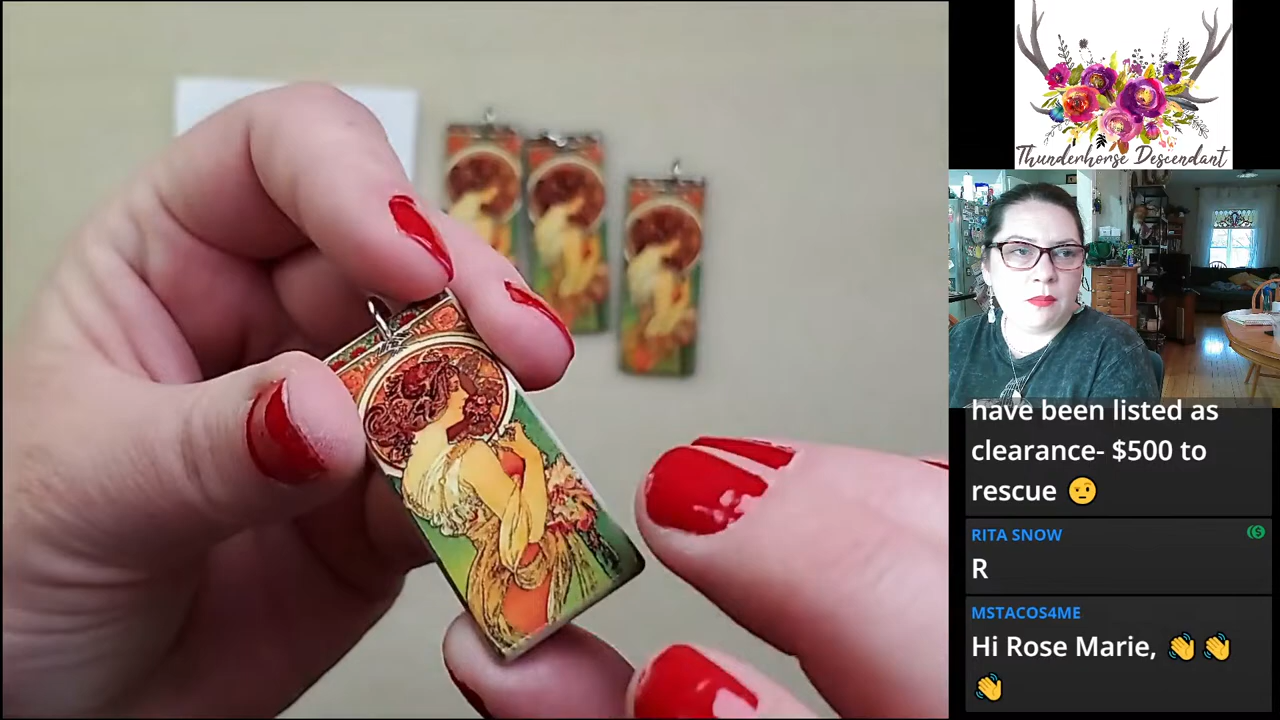 Thunderhorse Descendant
have been listed as
clearance- $500 to
rescue 🤨
RITA SNOW
R
MSTACOS4ME
Hi Rose Marie, 👋👋
👋